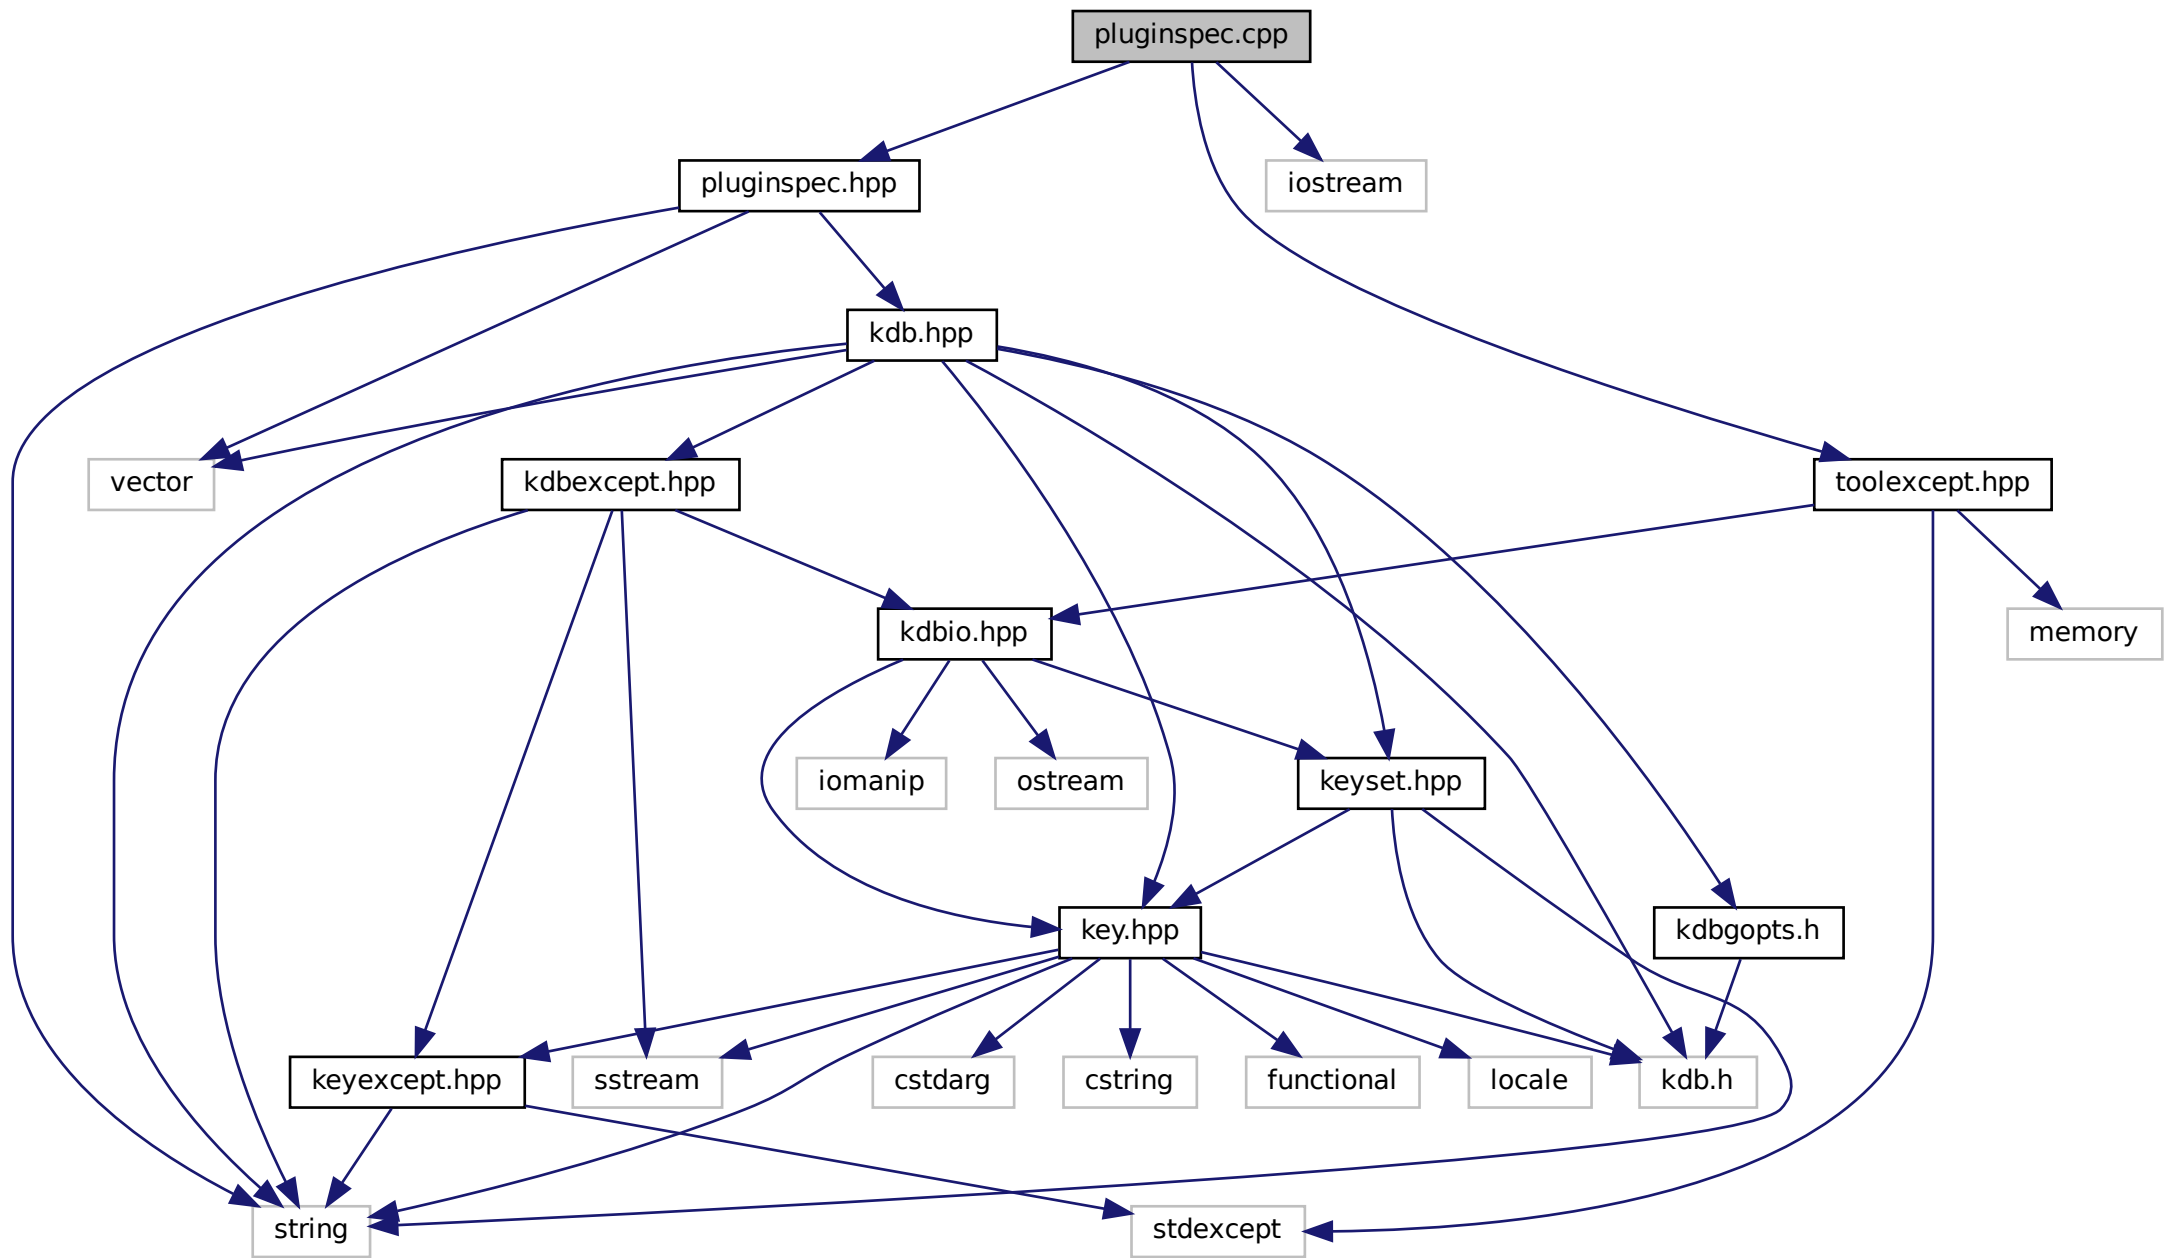 pluginspec.cpp
pluginspec.hpp
iostream
kdb.hpp
vector
kdbexcept.hpp
toolexcept.hpp
kdbio.hpp
memory
iomanip
ostream
keyset.hpp
key.hpp
kdbgopts.h
keyexcept.hpp
sstream
cstdarg
cstring
functional
locale
kdb.h
string
stdexcept